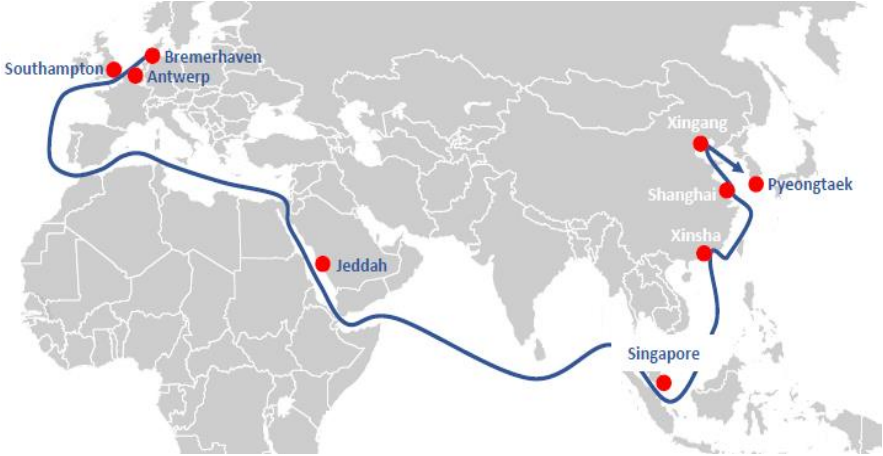 Bremerhaven
Southampton
Antwerp
Xingang
Pyeongtaek
Shanghai
Xinsha
Jeddah
Singapore